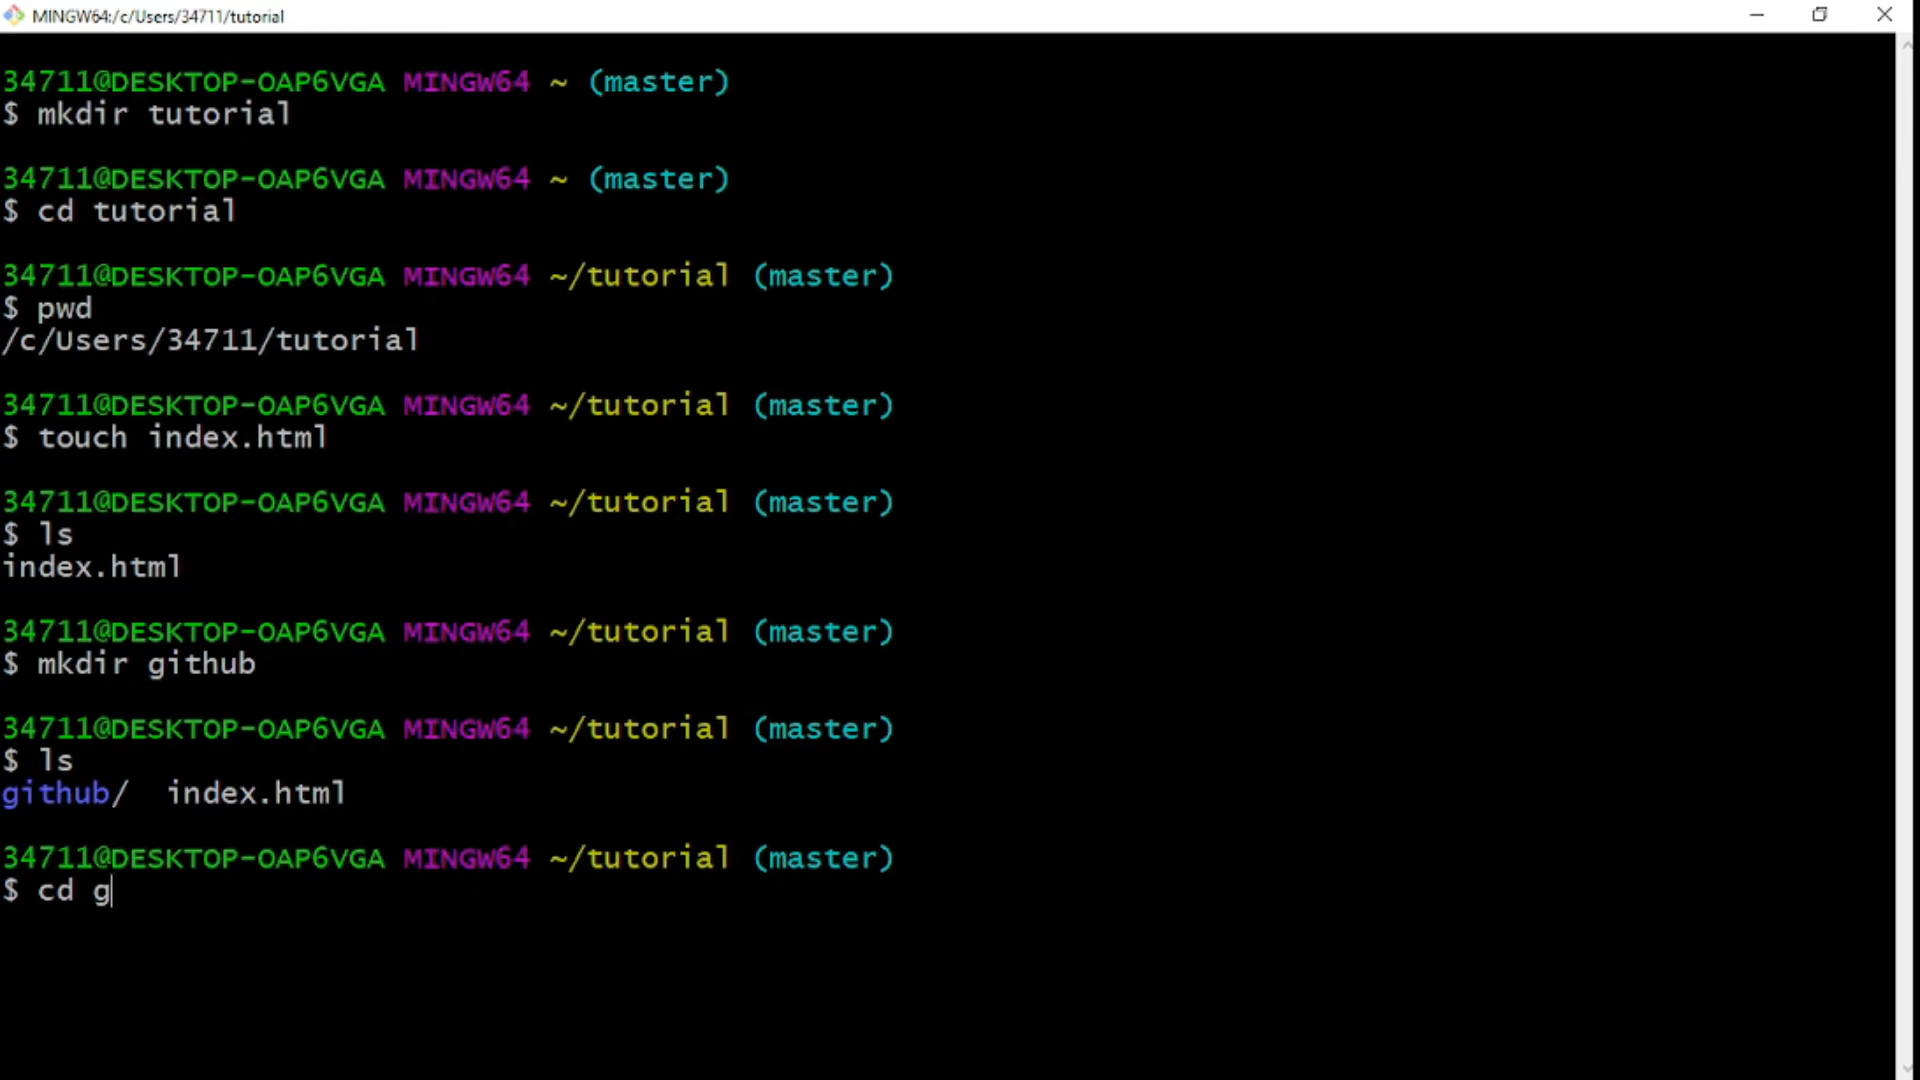 MINGW64:/c/Users/34711/tutorial
34711@DESKTOP-OAP6VGA MINGW64 ~ (master)
$ mkdir tutorial
34711@DESKTOP-OAP6VGA MINGW64 ~ (master)
$ cd tutorial
34711@DESKTOP-OAP6VGA MINGW64 ~/tutorial (master)
$ pwd
/c/Users/34711/tutorial
34711@DESKTOP-OAP6VGA MINGW64 ~/tutorial (master)
$ touch index.html
34711@DESKTOP-OAP6VGA MINGW64 ~/tutorial (master)
$ ls
index.html
34711@DESKTOP-OAP6VGA MINGW64 ~/tutorial (master)
$ mkdir github
34711@DESKTOP-OAP6VGA MINGW64 ~/tutorial (master)
$ ls
github/  index.html
34711@DESKTOP-OAP6VGA MINGW64 ~/tutorial (master)
$ cd g